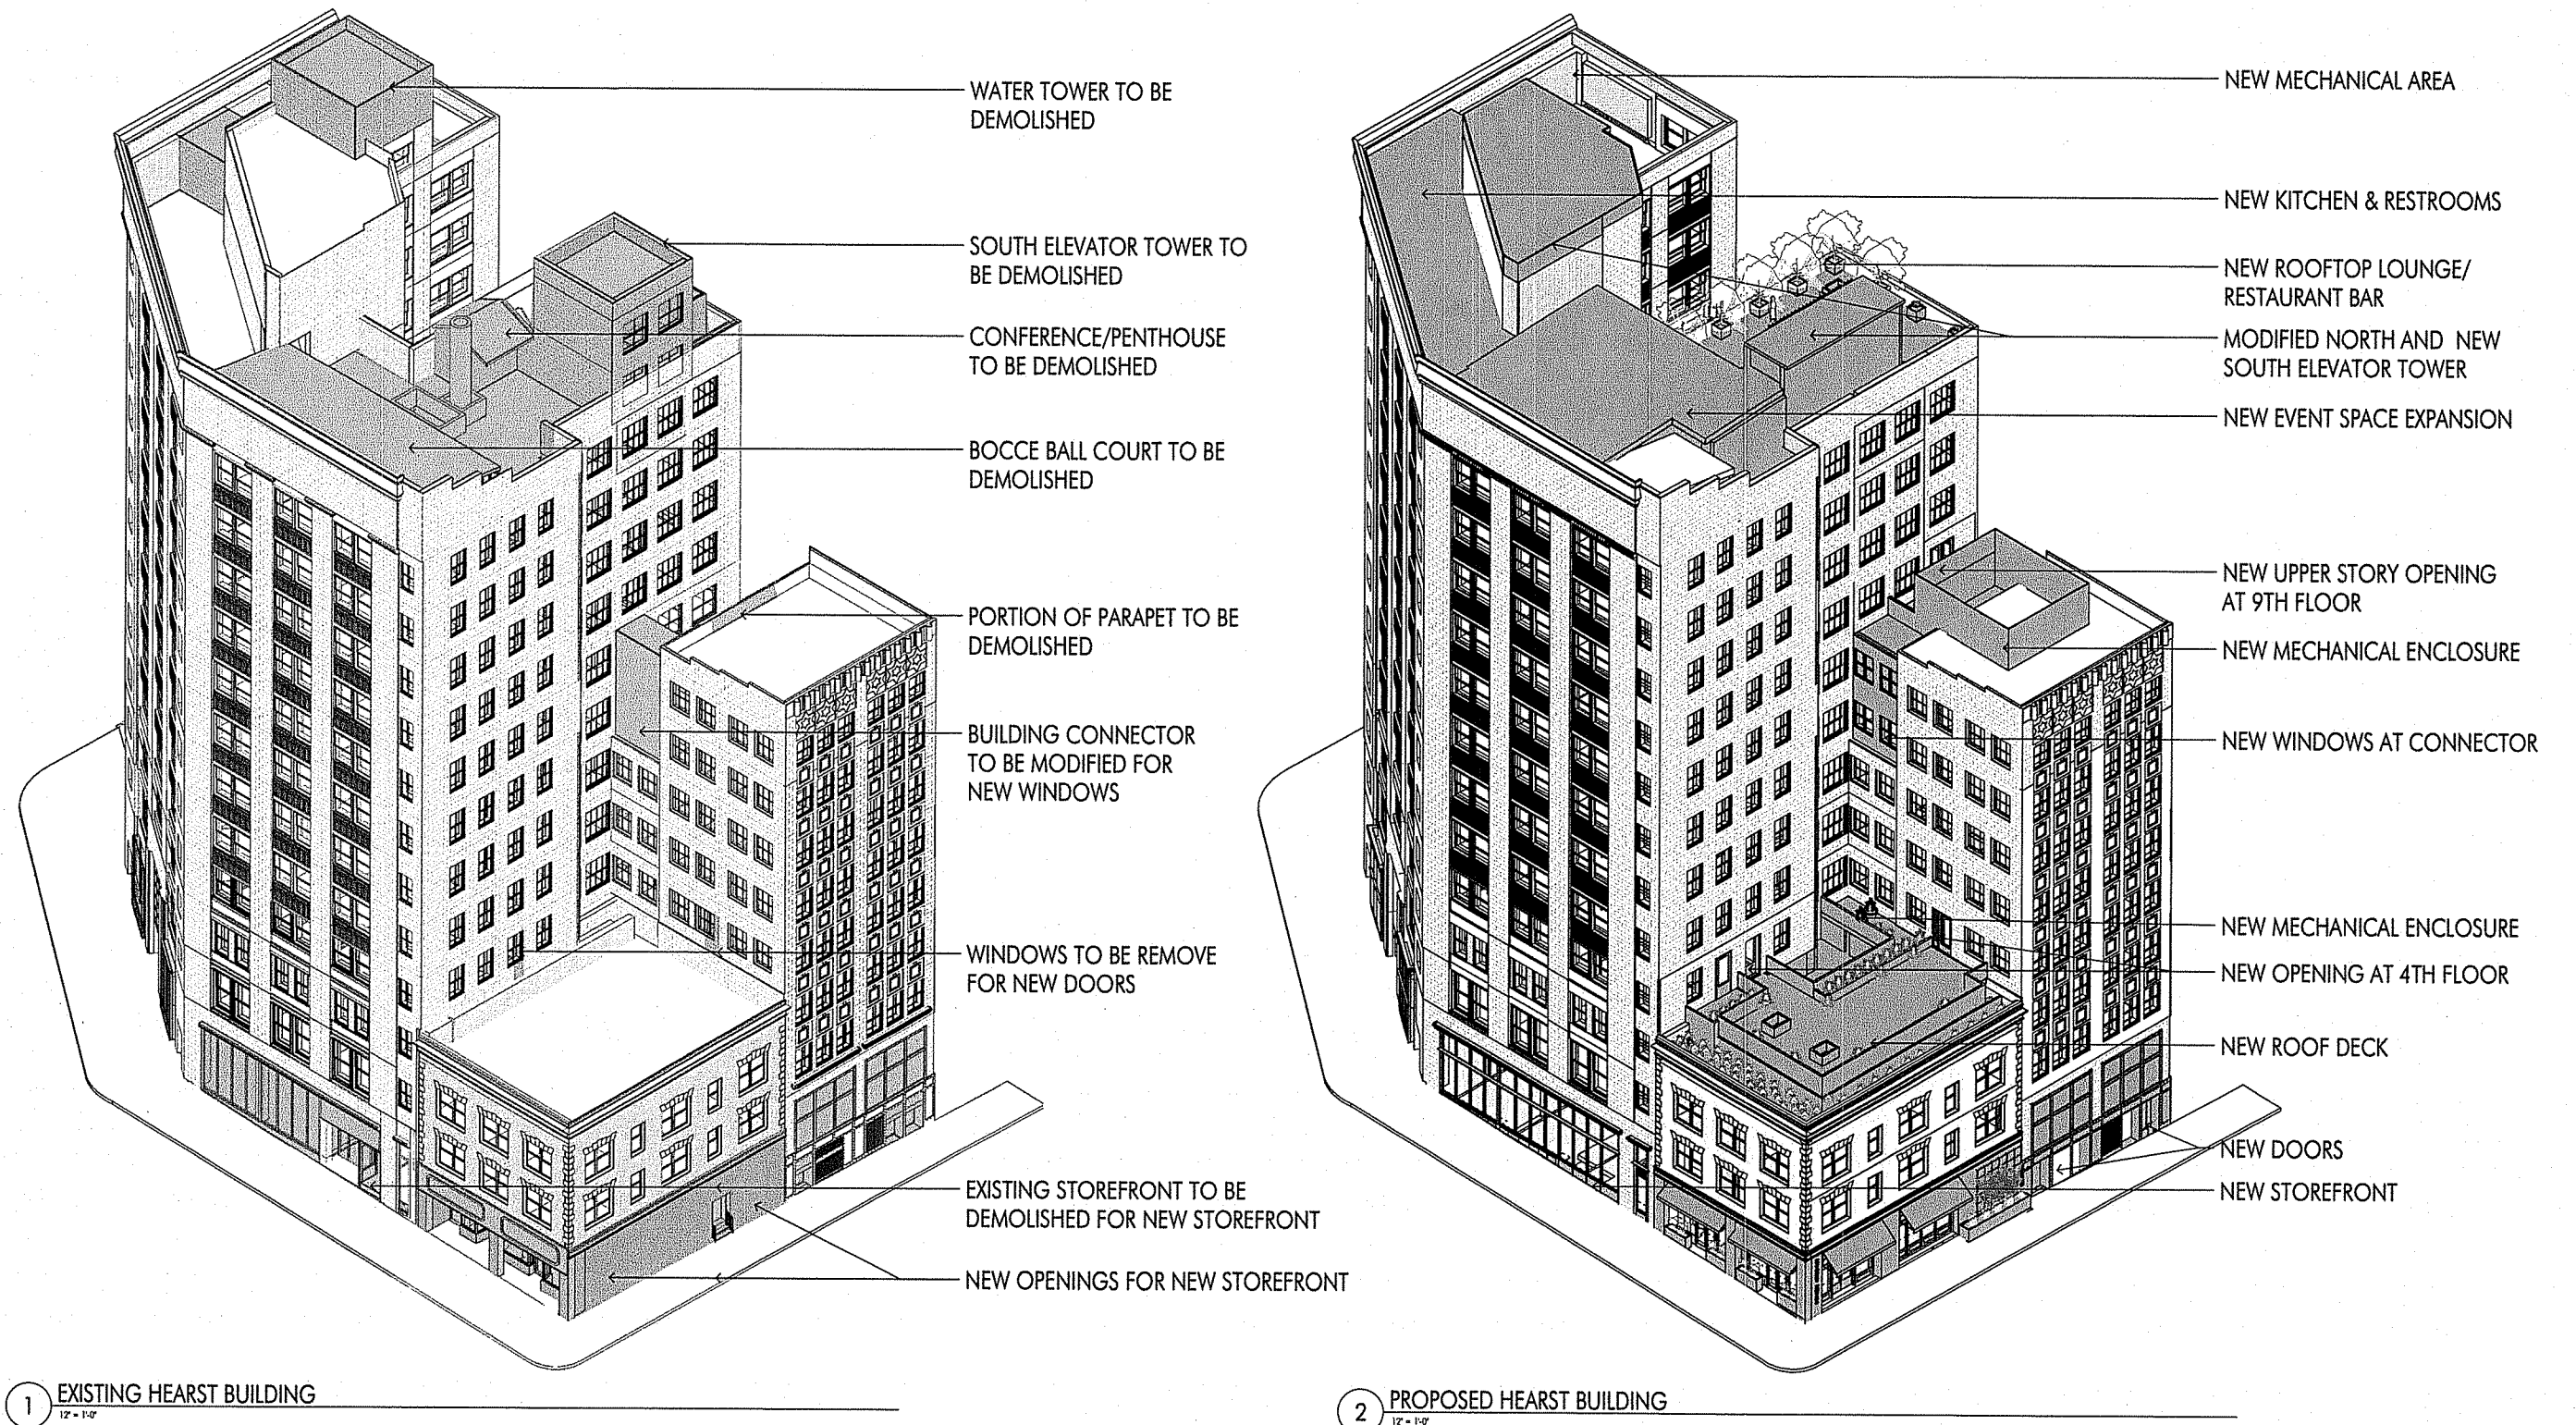 WATER TOWER TO BE
DEMOLISHED
SOUTH ELEVATOR TOWER TO
BE DEMOLISHED
CONFERENCE/PENTHOUSE
TO BE DEMOLISHED
BOCCE BALL COURT TO BE
DEMOLISHED
PORTION OF PARAPET TO BE
DEMOLISHED
BUILDING CONNECTOR
TO BE MODIFIED FOR
NEW WINDOWS
WINDOWS TO BE REMOVE
FOR NEW DOORS
EXISTING STOREFRONT TO BE
DEMOLISHED FOR NEW STOREFRONT
NEW OPENINGS FOR NEW STOREFRONT
1 EXISTING HEARST BUILDING
12" = 1'-0"
NEW MECHANICAL AREA
NEW KITCHEN & RESTROOMS
NEW ROOFTOP LOUNGE/
RESTAURANT BAR
MODIFIED NORTH AND NEW
SOUTH ELEVATOR TOWER
NEW EVENT SPACE EXPANSION
NEW UPPER STORY OPENING
AT 9TH FLOOR
NEW MECHANICAL ENCLOSURE
NEW WINDOWS AT CONNECTOR
NEW MECHANICAL ENCLOSURE
NEW OPENING AT 4TH FLOOR
NEW ROOF DECK
NEW DOORS
NEW STOREFRONT
2 PROPOSED HEARST BUILDING
12" = 1'-0"